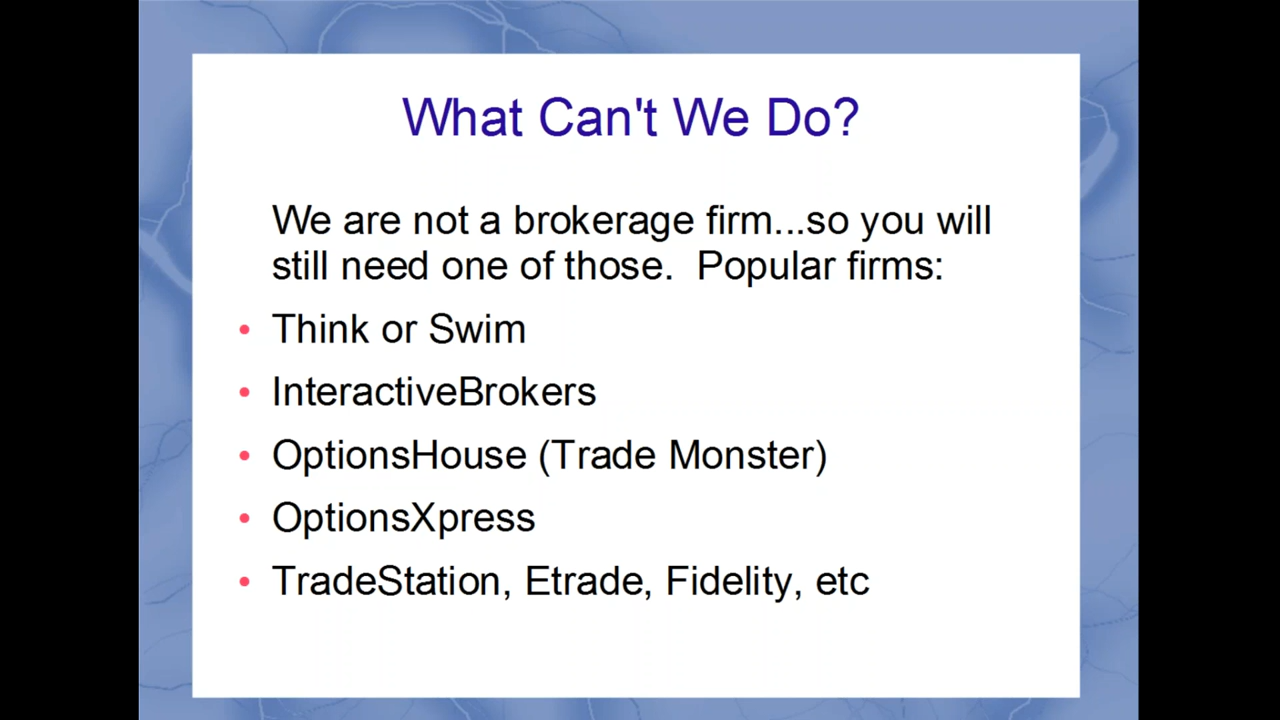 What Can't We Do?
We are not a brokerage firm...so you will
still need one of those.  Popular firms:
• Think or Swim
• InteractiveBrokers
• OptionsHouse (Trade Monster)
• OptionsXpress
• TradeStation, Etrade, Fidelity, etc